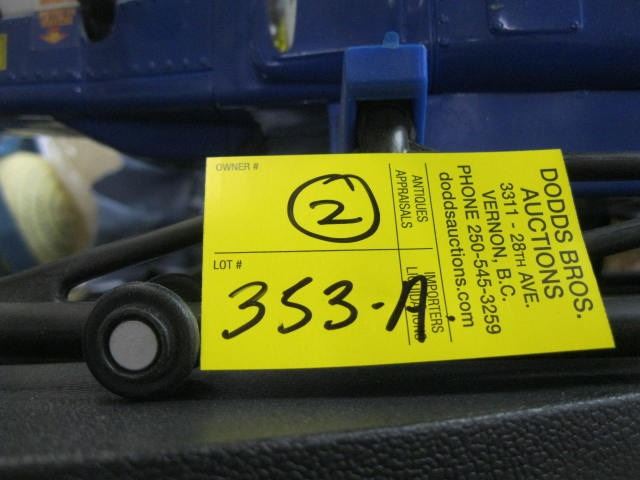 OWNER #
2
LOT #
353-A.
ANTIQUES
APPRAISALS
IMPORTERS
LIQUIDATIONS
DODDS BROS.
AUCTIONS
3311 - 28TH AVE.
VERNON, B.C.
PHONE 250-545-3259
doddsauctions.com